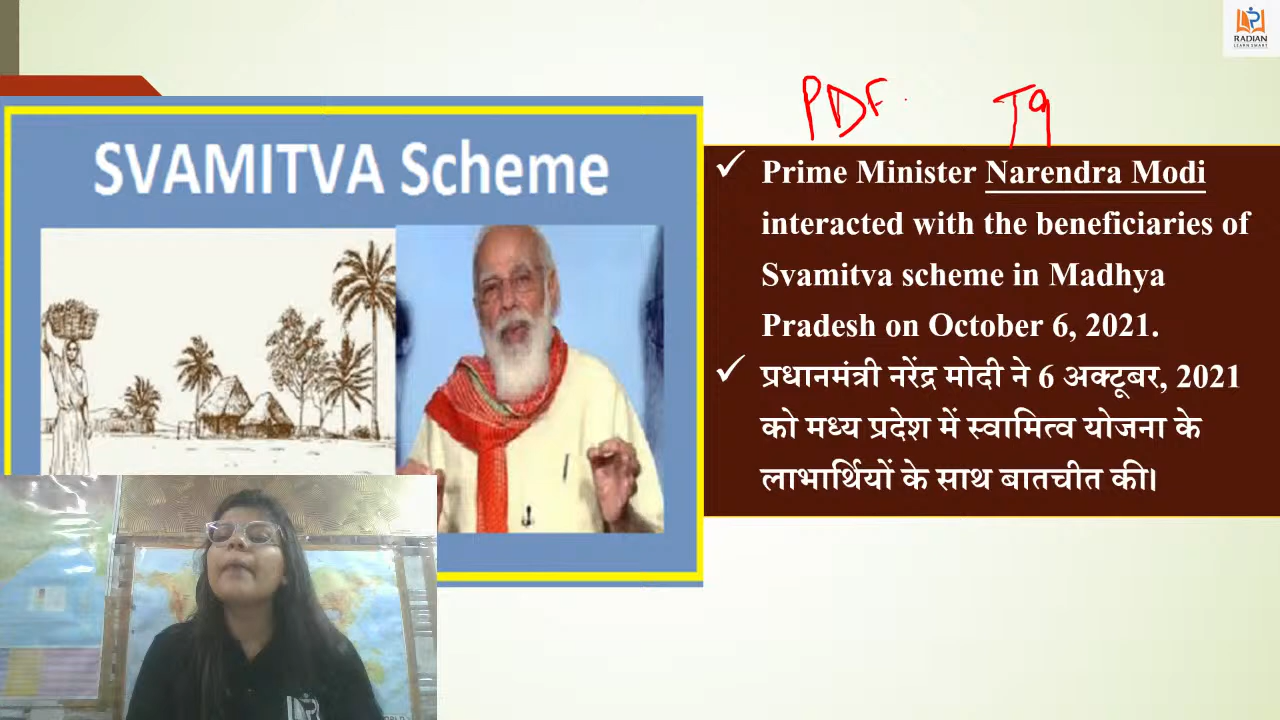 RADIAN
LEARN SMART
PDF
Tg
SVAMITVA Scheme
Prime Minister Narendra Modi
interacted with the beneficiaries of
Svamitva scheme in Madhya
Pradesh on October 6, 2021.
प्रधानमंत्री नरेंद्र मोदी ने 6 अक्टूबर, 2021
को मध्य प्रदेश में स्वामित्व योजना के
लाभार्थियों के साथ बातचीत की।